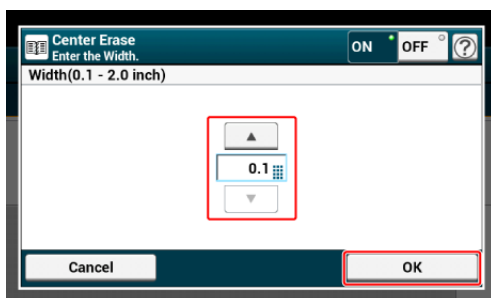 Center Erase
Enter the Width.
ON OFF ?
Width(0.1 - 2.0 inch)
▲
0.1
▼
Cancel OK